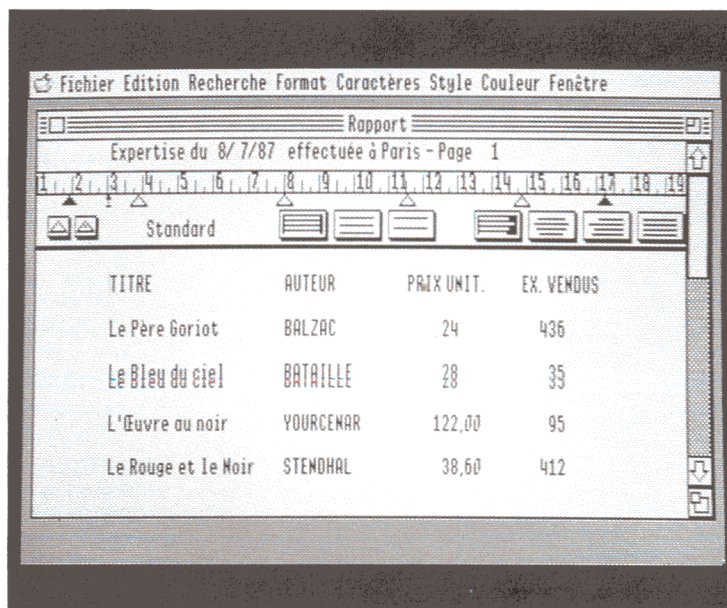 Fichier Edition Recherche Format Caractères Style Couleur Fenêtre
Rapport
Expertise du 8/ 7/87 effectuée à Paris - Page 1
1 2 3 4 5 6 7 8 9 10 11 12 13 14 15 16 17 18 19
Standard
TITRE AUTEUR PRIX UNIT. EX. VENDUS
Le Père Goriot BALZAC 24 436
Le Bleu du ciel BATAILLE 28 35
L'Œuvre au noir YOURCENAR 122,00 95
Le Rouge et le Noir STENDHAL 38,60 412